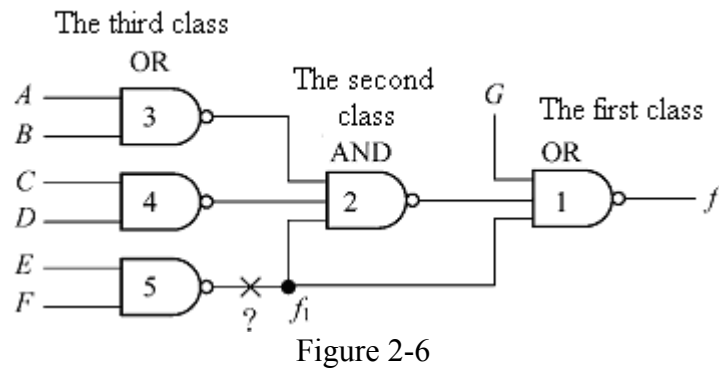 The third class
OR
The second
class
AND
G
The first class
OR
A
B
3
C
D
4
2
1
f
E
F
5
?
f1
Figure 2-6